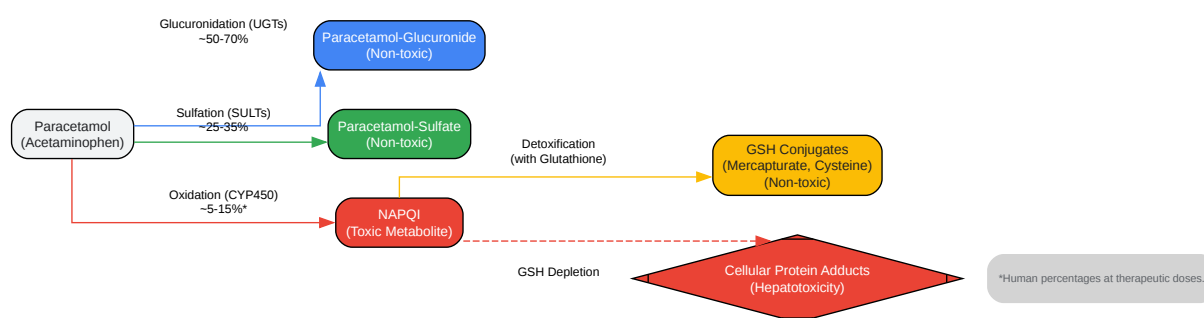 Glucuronidation (UGTs)
~50-70%
Paracetamol-Glucuronide
(Non-toxic)
Sulfation (SULTs)
~25-35%
Paracetamol
(Acetaminophen)
Paracetamol-Sulfate
(Non-toxic)
Detoxification
(with Glutathione)
GSH Conjugates
(Mercapturate, Cysteine)
(Non-toxic)
Oxidation (CYP450)
~5-15%*
NAPQI
(Toxic Metabolite)
GSH Depletion
Cellular Protein Adducts
(Hepatotoxicity)
*Human percentages at therapeutic doses.